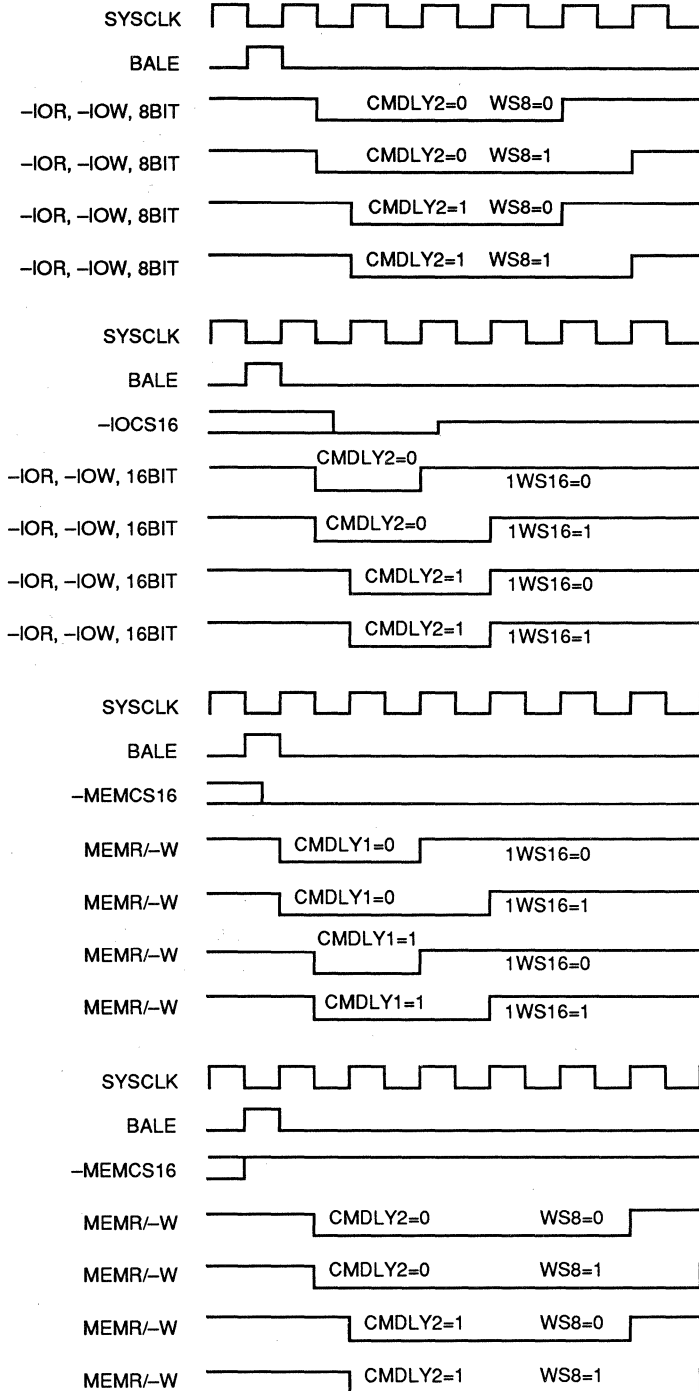 SYSCLK
BALE
–IOR, –IOW, 8BIT CMDLY2=0 WS8=0
–IOR, –IOW, 8BIT CMDLY2=0 WS8=1
–IOR, –IOW, 8BIT CMDLY2=1 WS8=0
–IOR, –IOW, 8BIT CMDLY2=1 WS8=1
SYSCLK
BALE
–IOCS16
–IOR, –IOW, 16BIT CMDLY2=0 1WS16=0
–IOR, –IOW, 16BIT CMDLY2=0 1WS16=1
–IOR, –IOW, 16BIT CMDLY2=1 1WS16=0
–IOR, –IOW, 16BIT CMDLY2=1 1WS16=1
SYSCLK
BALE
–MEMCS16
MEMR/–W CMDLY1=0 1WS16=0
MEMR/–W CMDLY1=0 1WS16=1
MEMR/–W CMDLY1=1 1WS16=0
MEMR/–W CMDLY1=1 1WS16=1
SYSCLK
BALE
–MEMCS16
MEMR/–W CMDLY2=0 WS8=0
MEMR/–W CMDLY2=0 WS8=1
MEMR/–W CMDLY2=1 WS8=0
MEMR/–W CMDLY2=1 WS8=1